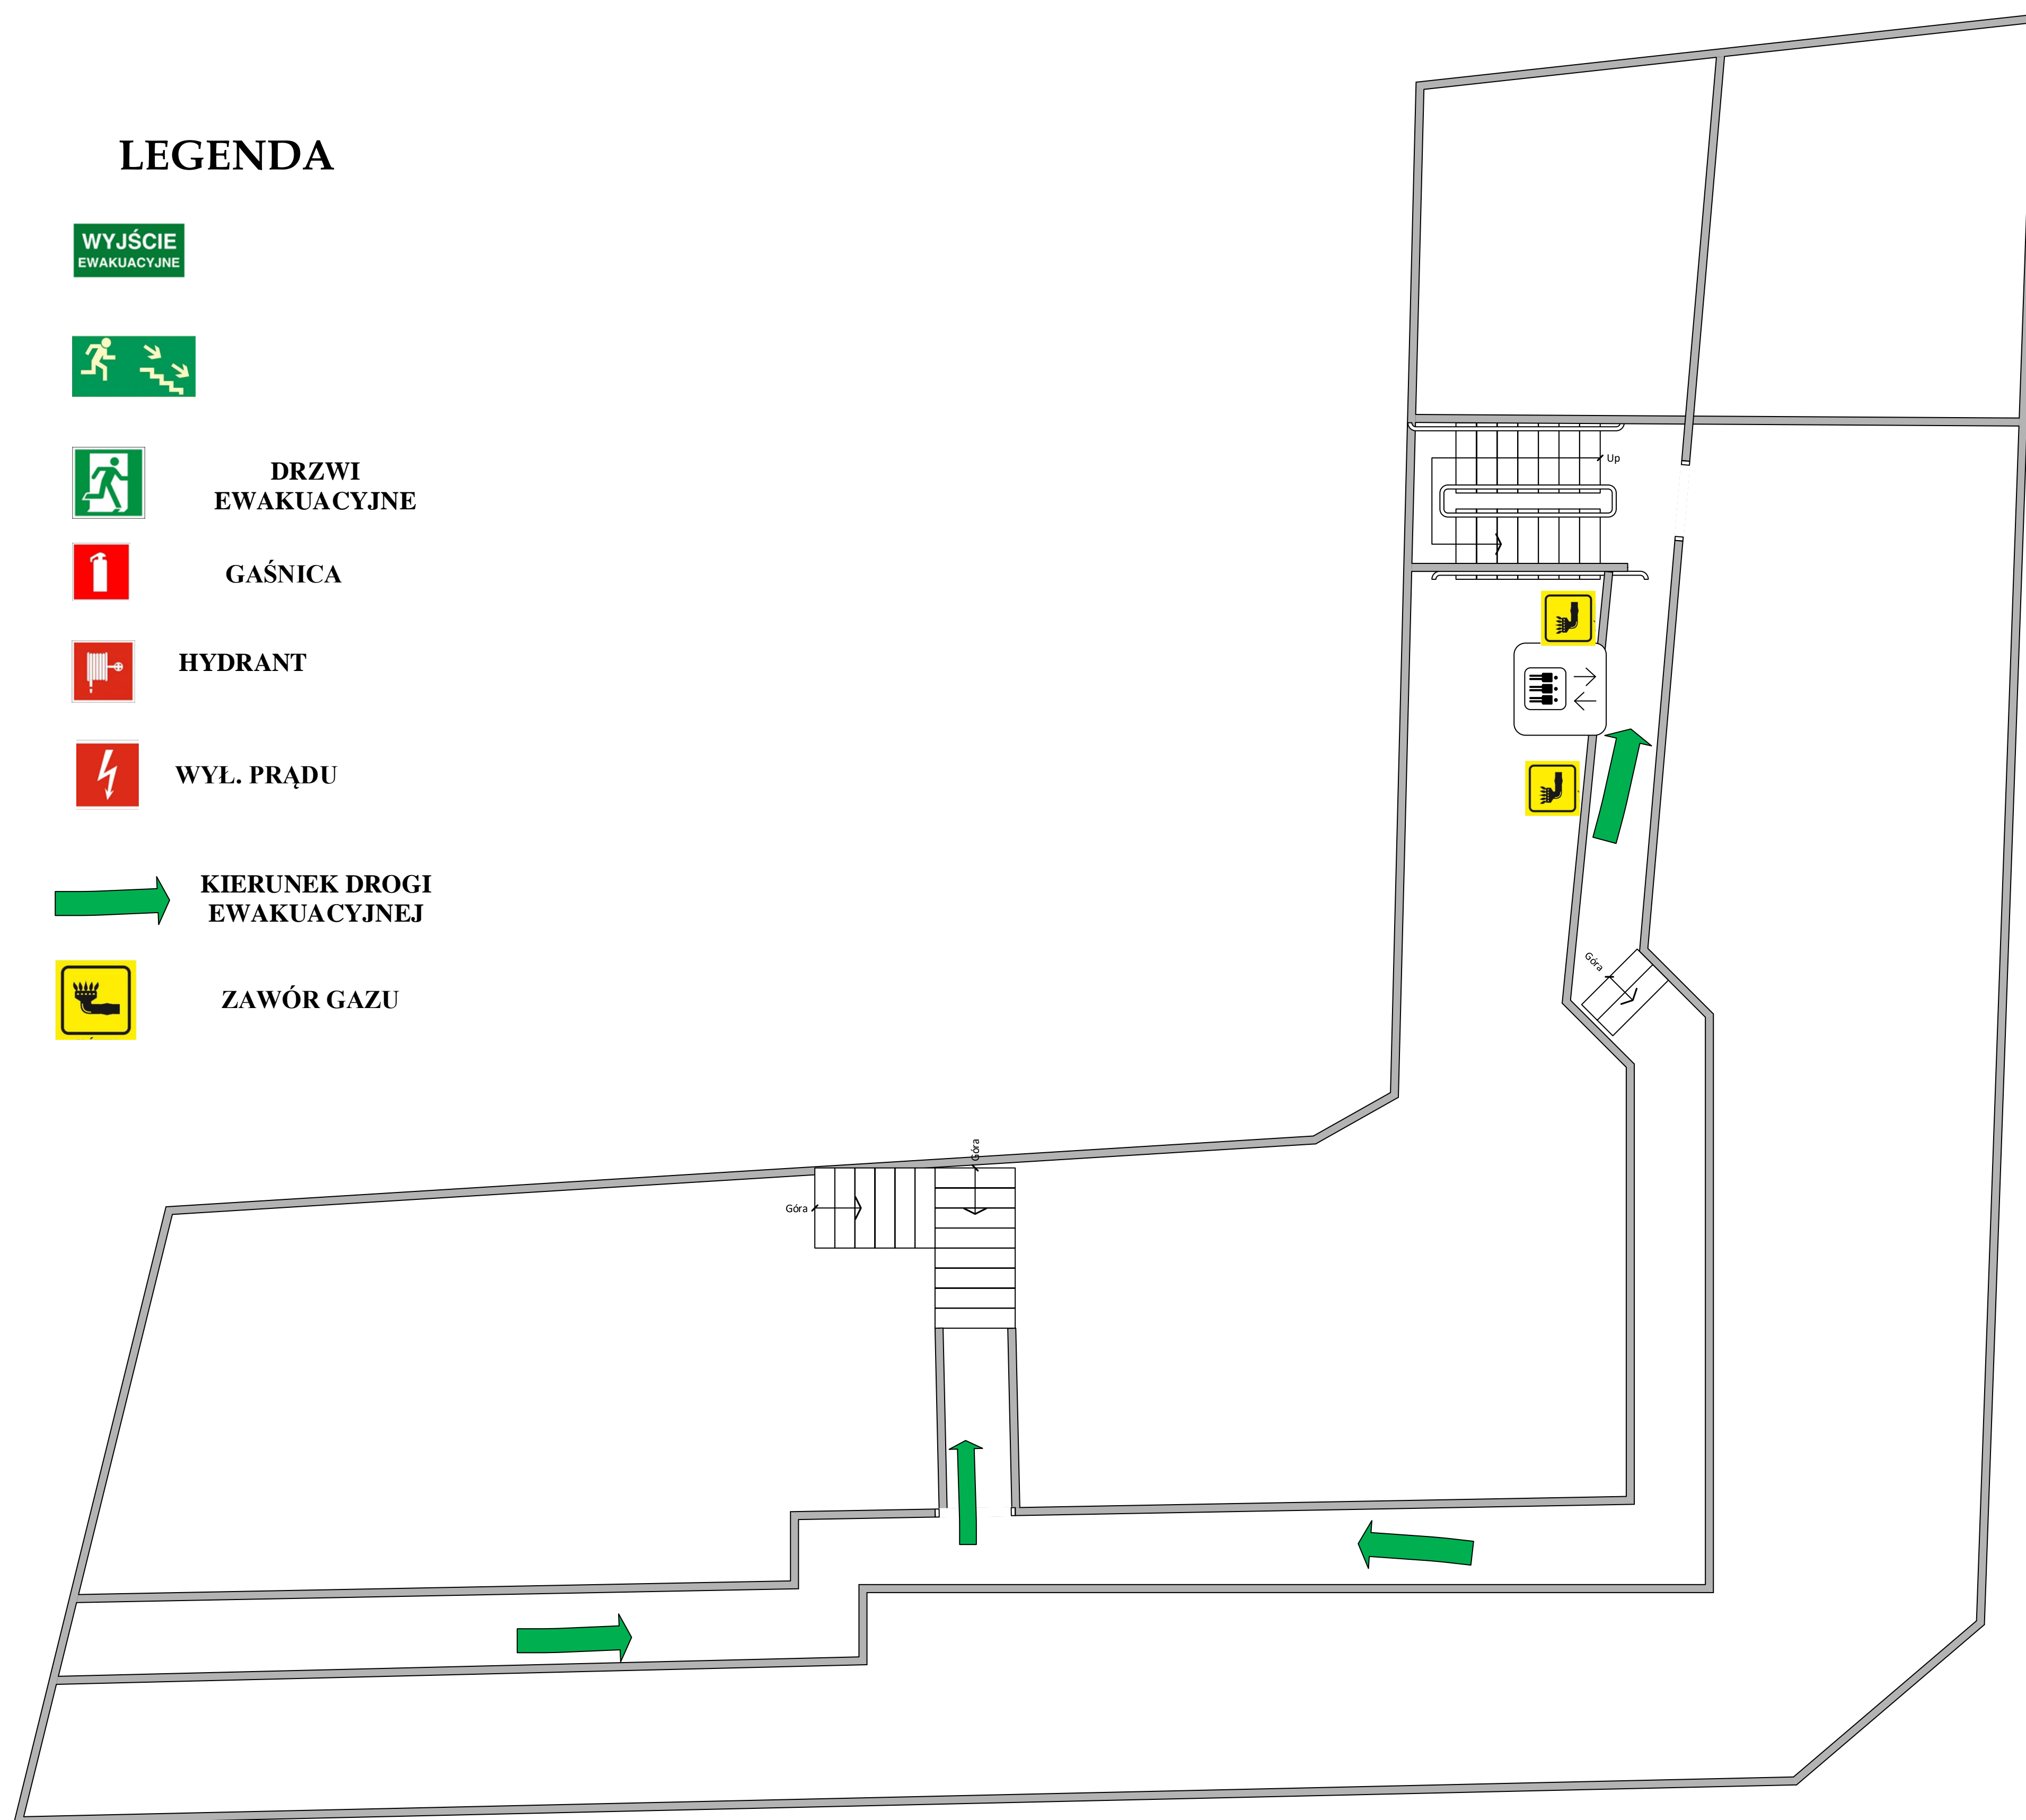 LEGENDA
WYJŚCIE
EWAKUACYJNE
DRZWI
EWAKUACYJNE
GAŚNICA
HYDRANT
WYŁ. PRĄDU
KIERUNEK DROGI
EWAKUACYJNEJ
ZAWÓR GAZU
Up
Góra
Góra
Góra